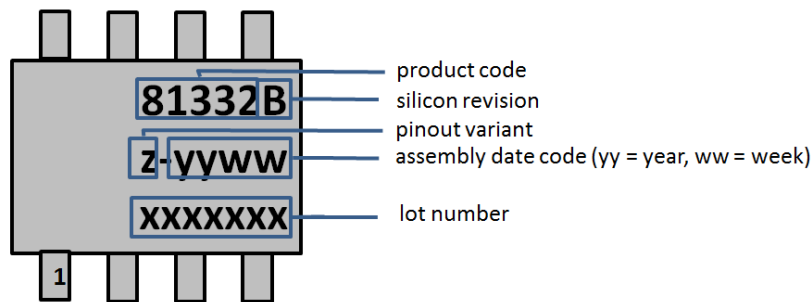 81332B
z-yyww
xxxxxxx
1
product code
silicon revision
pinout variant
assembly date code (yy = year, ww = week)
lot number